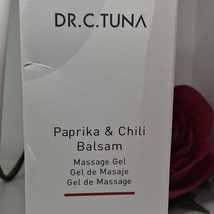 DR.C.TUNA
Paprika & Chili
Balsam
Massage Gel
Gel de Masaje
Gel de Massage